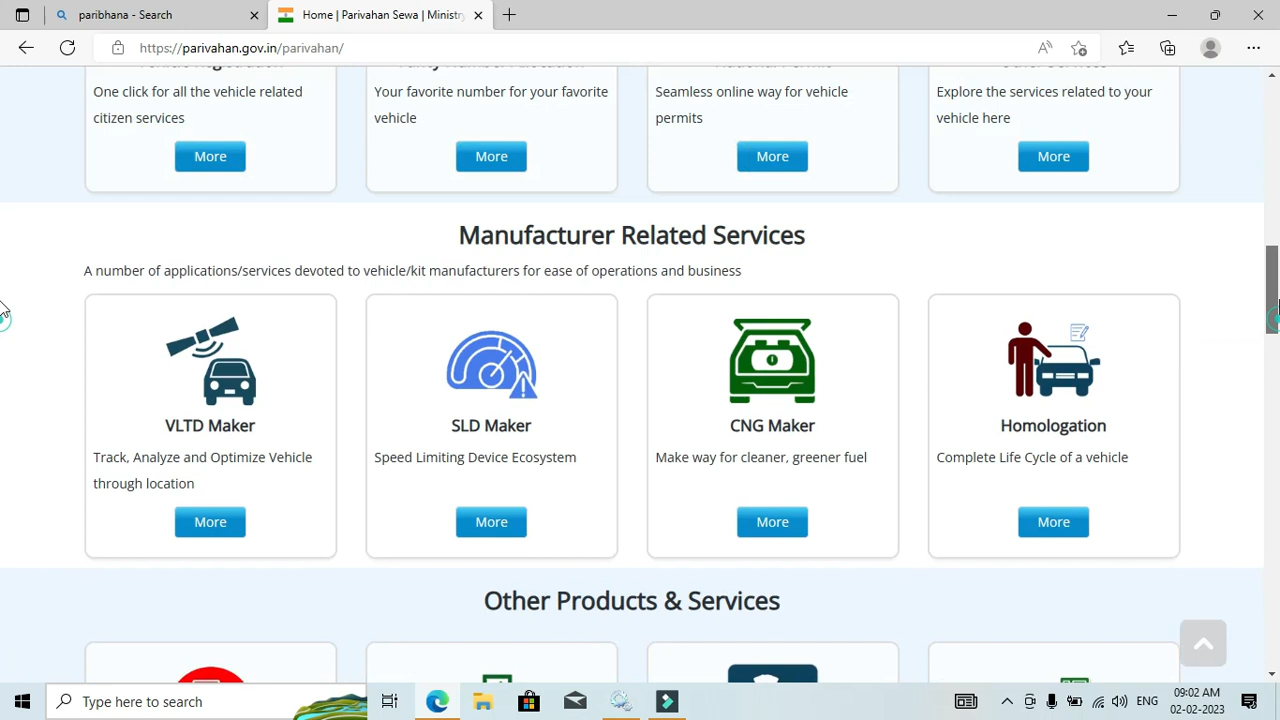 paribhan - Search
Home | Parivahan Sewa | Ministry
https://parivahan.gov.in/parivahan/
One click for all the vehicle related
citizen services
More
Your favorite number for your favorite
vehicle
More
Seamless online way for vehicle
permits
More
Explore the services related to your
vehicle here
More
Manufacturer Related Services
A number of applications/services devoted to vehicle/kit manufacturers for ease of operations and business
VLTD Maker
Track, Analyze and Optimize Vehicle
through location
More
SLD Maker
Speed Limiting Device Ecosystem
More
CNG Maker
Make way for cleaner, greener fuel
More
Homologation
Complete Life Cycle of a vehicle
More
Other Products & Services
Type here to search
ENG
09:02 AM
02-02-2023